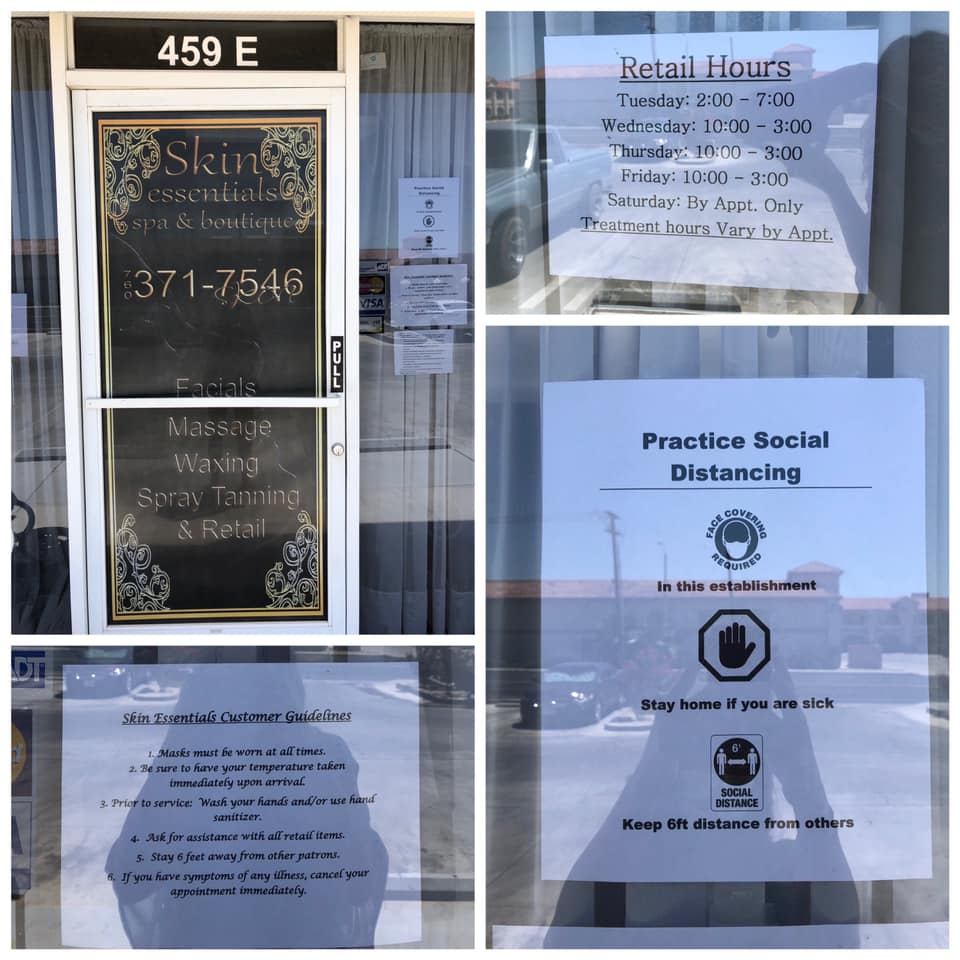 459 E
Skin
essentials
spa & boutique
760
371-7546
PULL
Facials
Massage
Waxing
Spray Tanning
& Retail
Practice Social
Distancing
VISA
Retail Hours
Tuesday: 2:00 - 7:00
Wednesday: 10:00 - 3:00
Thursday: 10:00 - 3:00
Friday: 10:00 - 3:00
Saturday: By Appt. Only
Treatment hours Vary by Appt.
Skin Essentials Customer Guidelines
1. Masks must be worn at all times.
2. Be sure to have your temperature taken
immediately upon arrival.
3. Prior to service: Wash your hands and/or use hand
sanitizer.
4. Ask for assistance with all retail items.
5. Stay 6 feet away from other patrons.
6. If you have symptoms of any illness, cancel your
appointment immediately.
Practice Social
Distancing
FACE COVERING
REQUIRED
In this establishment
Stay home if you are sick
6'
SOCIAL
DISTANCE
Keep 6ft distance from others